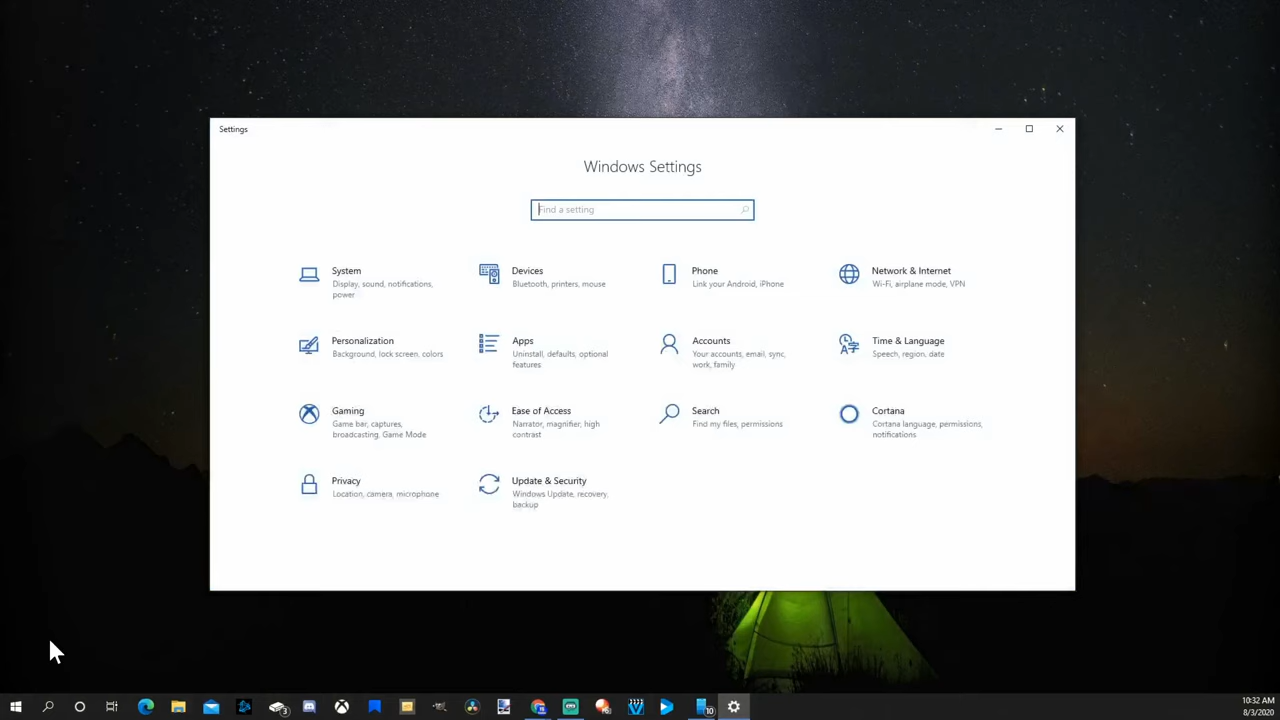 Settings
Windows Settings
Find a setting
System
Display, sound, notifications,
power
Devices
Bluetooth, printers, mouse
Phone
Link your Android, iPhone
Network & Internet
Wi-Fi, airplane mode, VPN
Personalization
Background, lock screen, colors
Apps
Uninstall, defaults, optional
features
Accounts
Your accounts, email, sync,
work, family
Time & Language
Speech, region, date
Gaming
Game bar, captures,
broadcasting, Game Mode
Ease of Access
Narrator, magnifier, high
contrast
Search
Find my files, permissions
Cortana
Cortana language, permissions,
notifications
Privacy
Location, camera, microphone
Update & Security
Windows Update, recovery,
backup
3
10
10:32 AM
8/3/2020